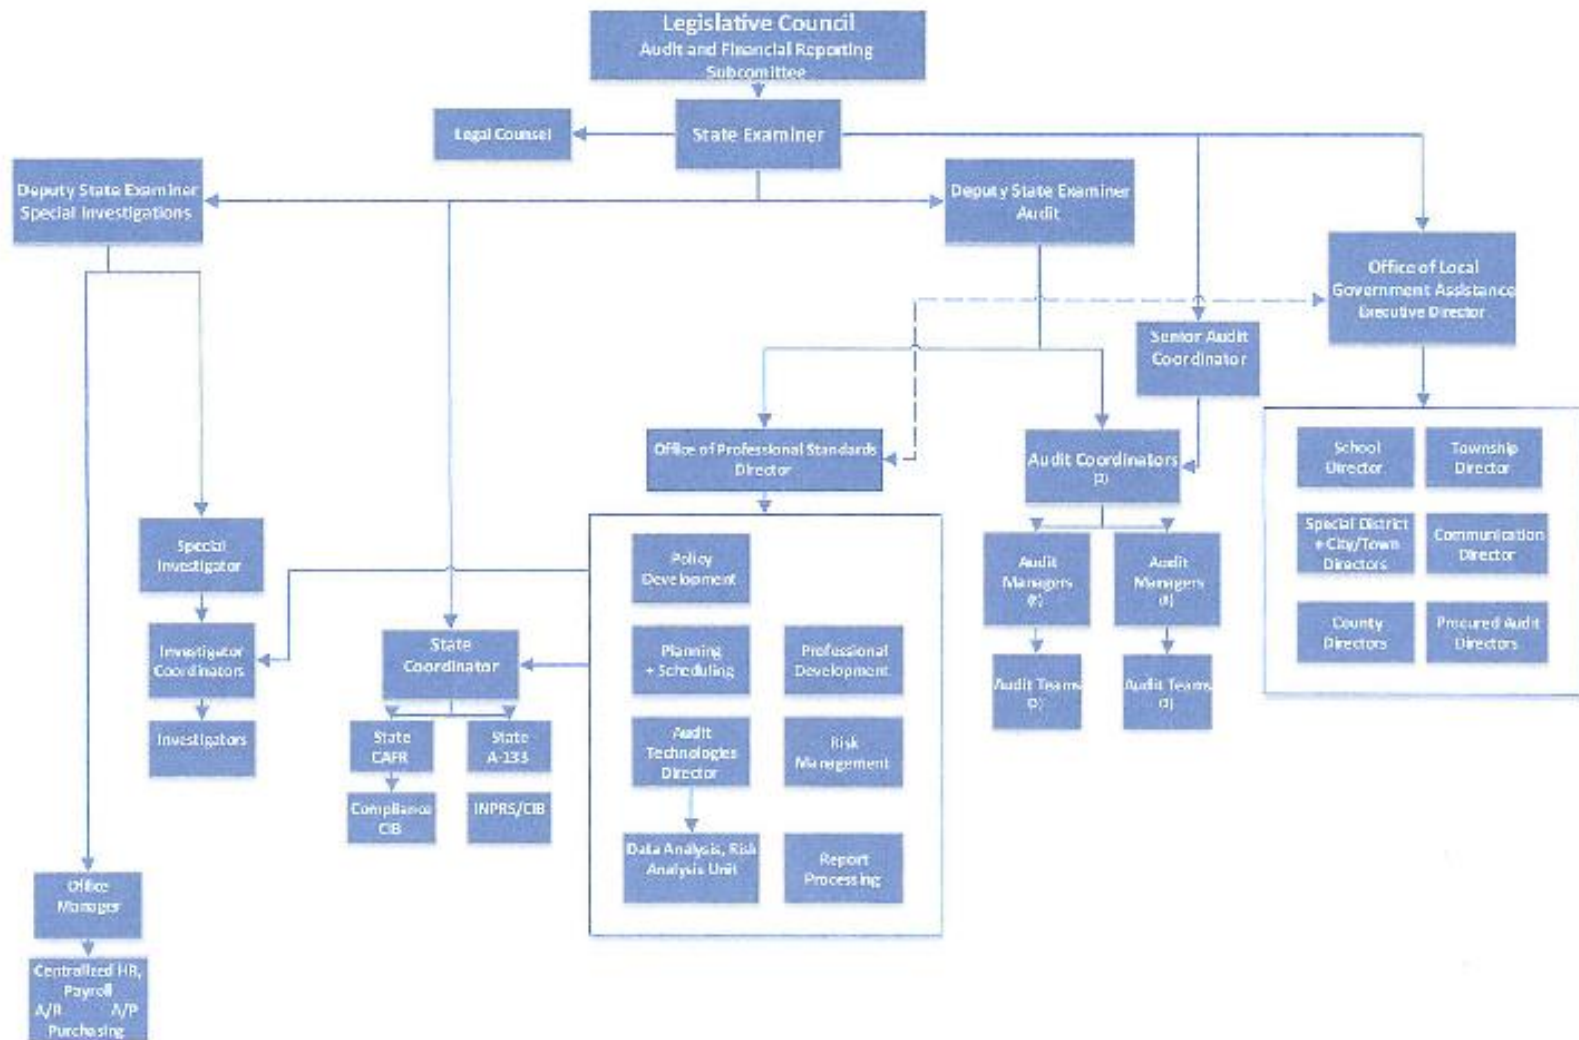 Legislative Council
Audit and Financial Reporting
Subcomittee
Legal Counsel
State Examiner
Deputy State Examiner
Special Investigations
Deputy State Examiner
Audit
Office of Local
Government Assistance
Executive Director
Senior Audit
Coordinator
Office of Professional Standards
Director
Audit Coordinators
(2)
School
Director
Township
Director
Special District
+ City/Town
Directors
Communication
Director
County
Directors
Procured Audit
Directors
Special
Investigator
Investigator
Coordinators
Investigators
State
Coordinator
State
CAFR
State
A-133
Compliance
CIB
INPRS/CIB
Policy
Development
Planning
+ Scheduling
Professional
Development
Audit
Technologies
Director
Risk
Management
Data Analysis, Risk
Analysis Unit
Report
Processing
Audit
Managers
Audit
Managers
Audit Teams
Audit Teams
Office
Manager
Centralized HR,
Payroll
A/R A/P
Purchasing